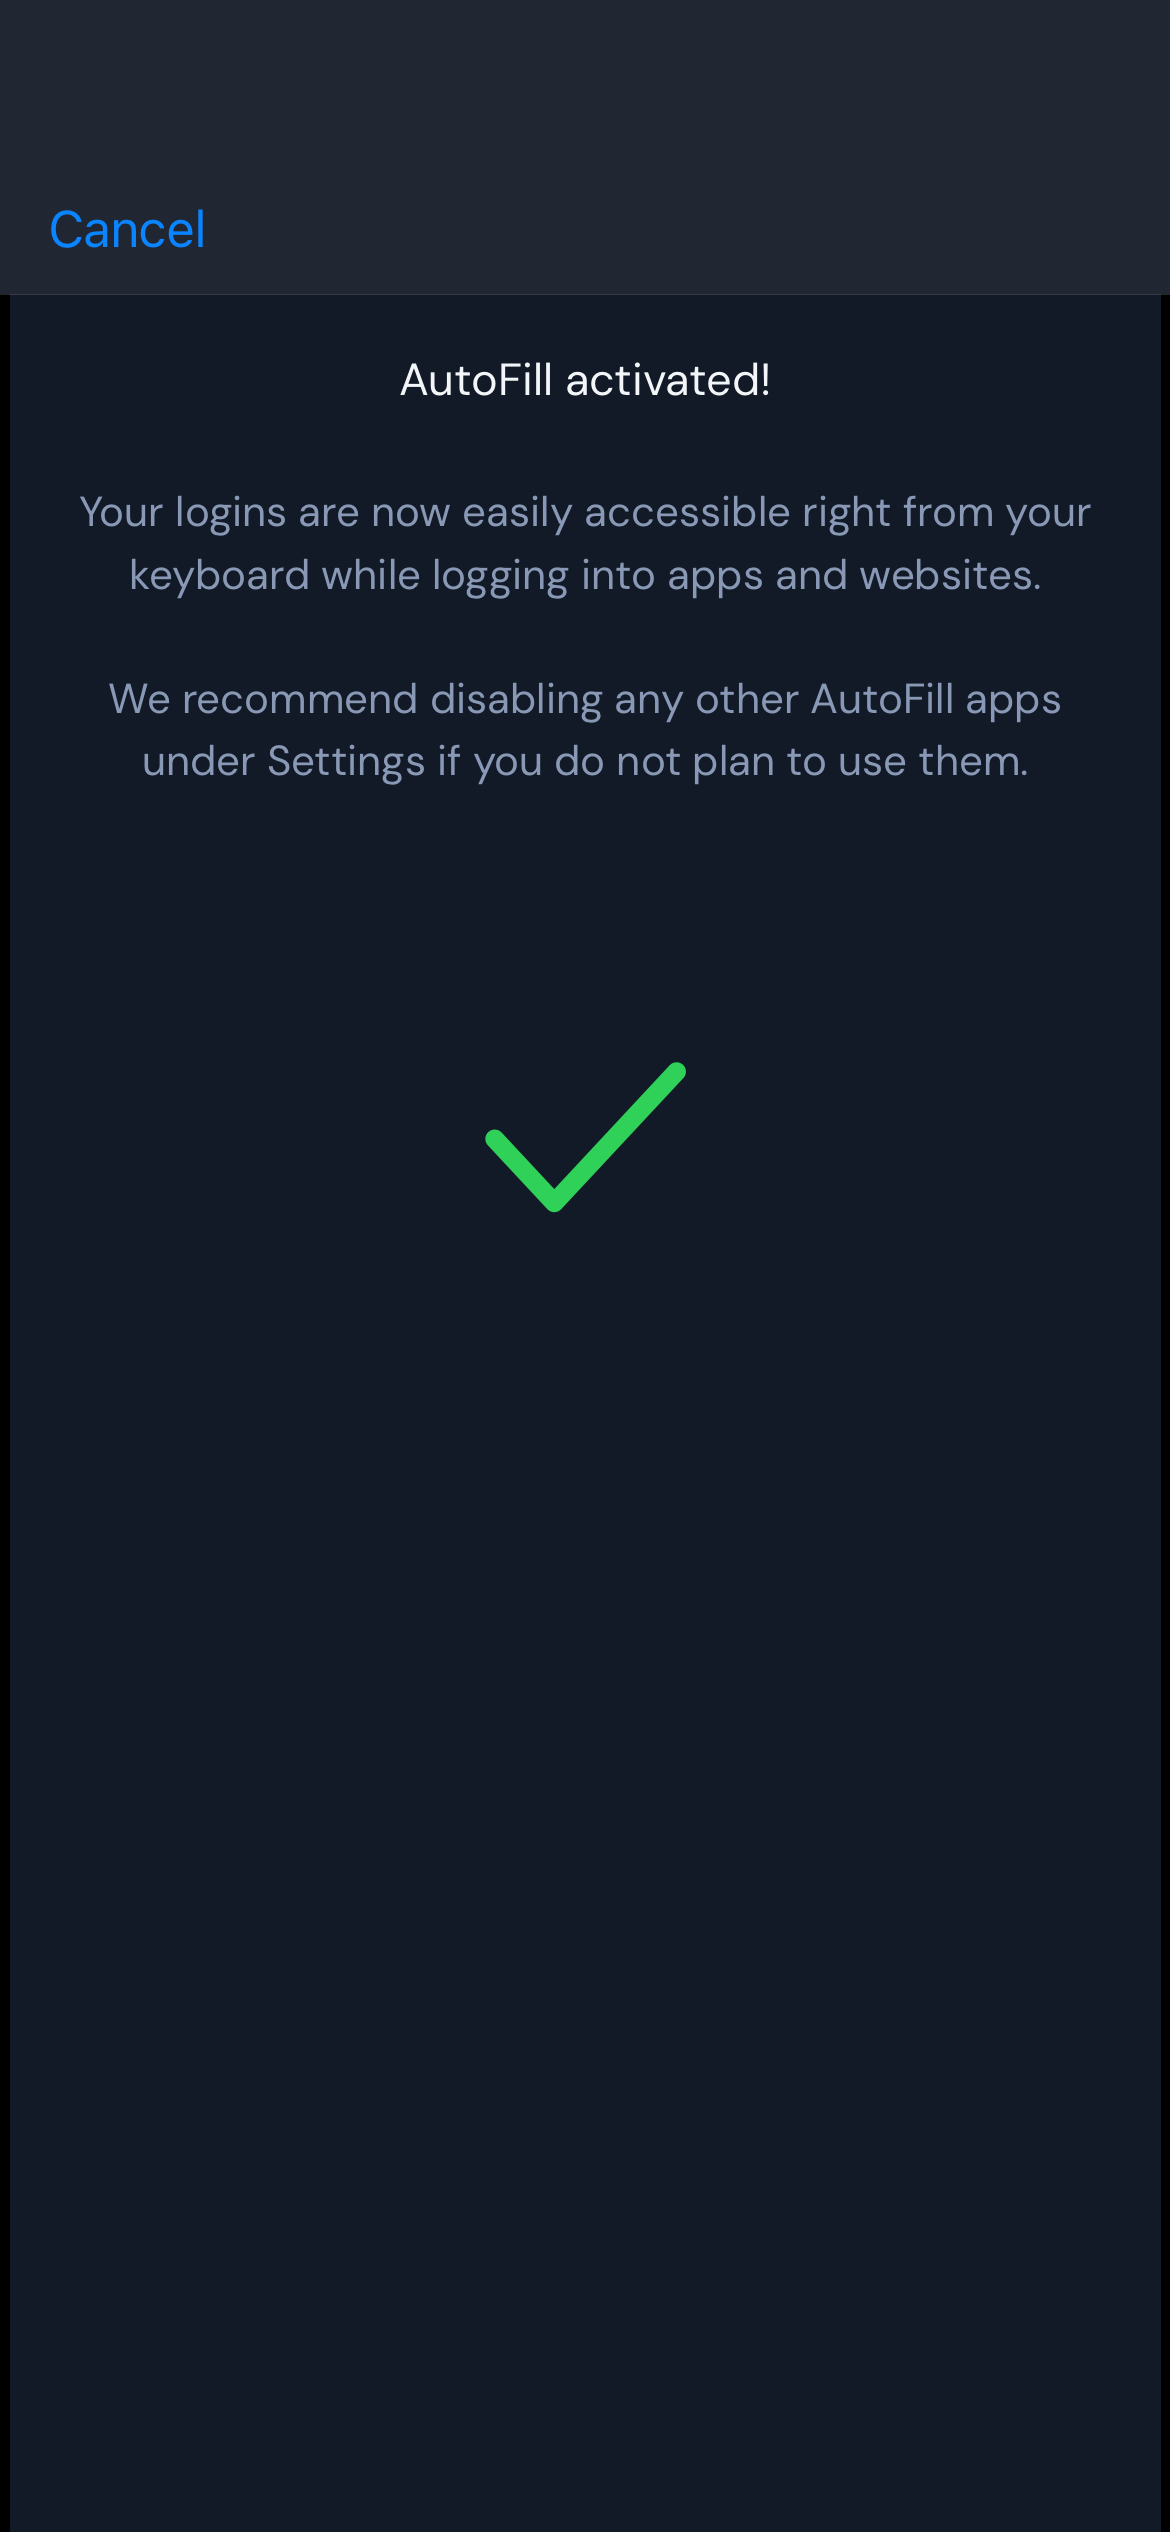 Cancel
AutoFill activated!
Your logins are now easily accessible right from your
keyboard while logging into apps and websites.
We recommend disabling any other AutoFill apps
under Settings if you do not plan to use them.